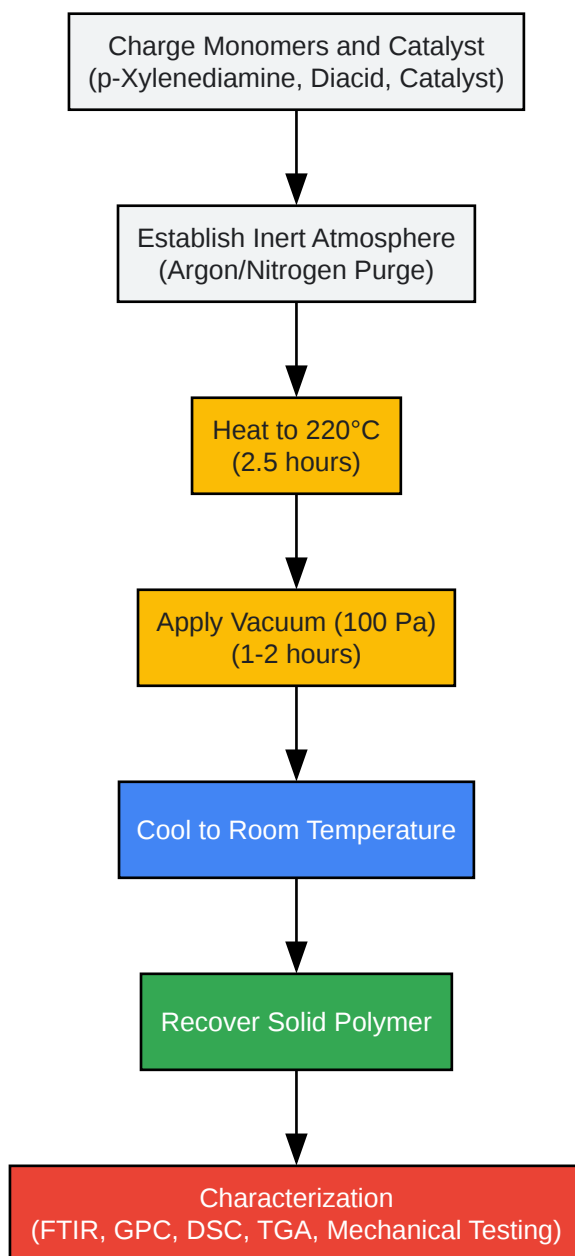 Charge Monomers and Catalyst
(p-Xylenediamine, Diacid, Catalyst)
Establish Inert Atmosphere
(Argon/Nitrogen Purge)
Heat to 220°C
(2.5 hours)
Apply Vacuum (100 Pa)
(1-2 hours)
Cool to Room Temperature
Recover Solid Polymer
Characterization
(FTIR, GPC, DSC, TGA, Mechanical Testing)